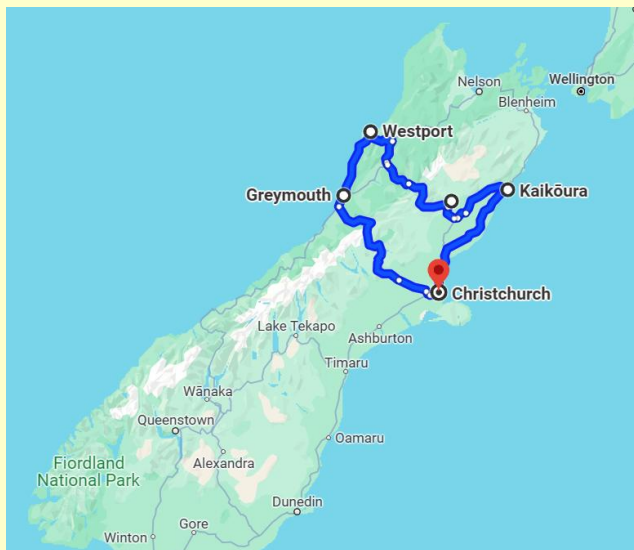 Nelson
Wellington
Blenheim
Westport
Greymouth
Kaikōura
Christchurch
Lake Tekapo
Ashburton
Timaru
Wānaka
Queenstown
Oamaru
Alexandra
Fiordland
National Park
Dunedin
Gore
Winton